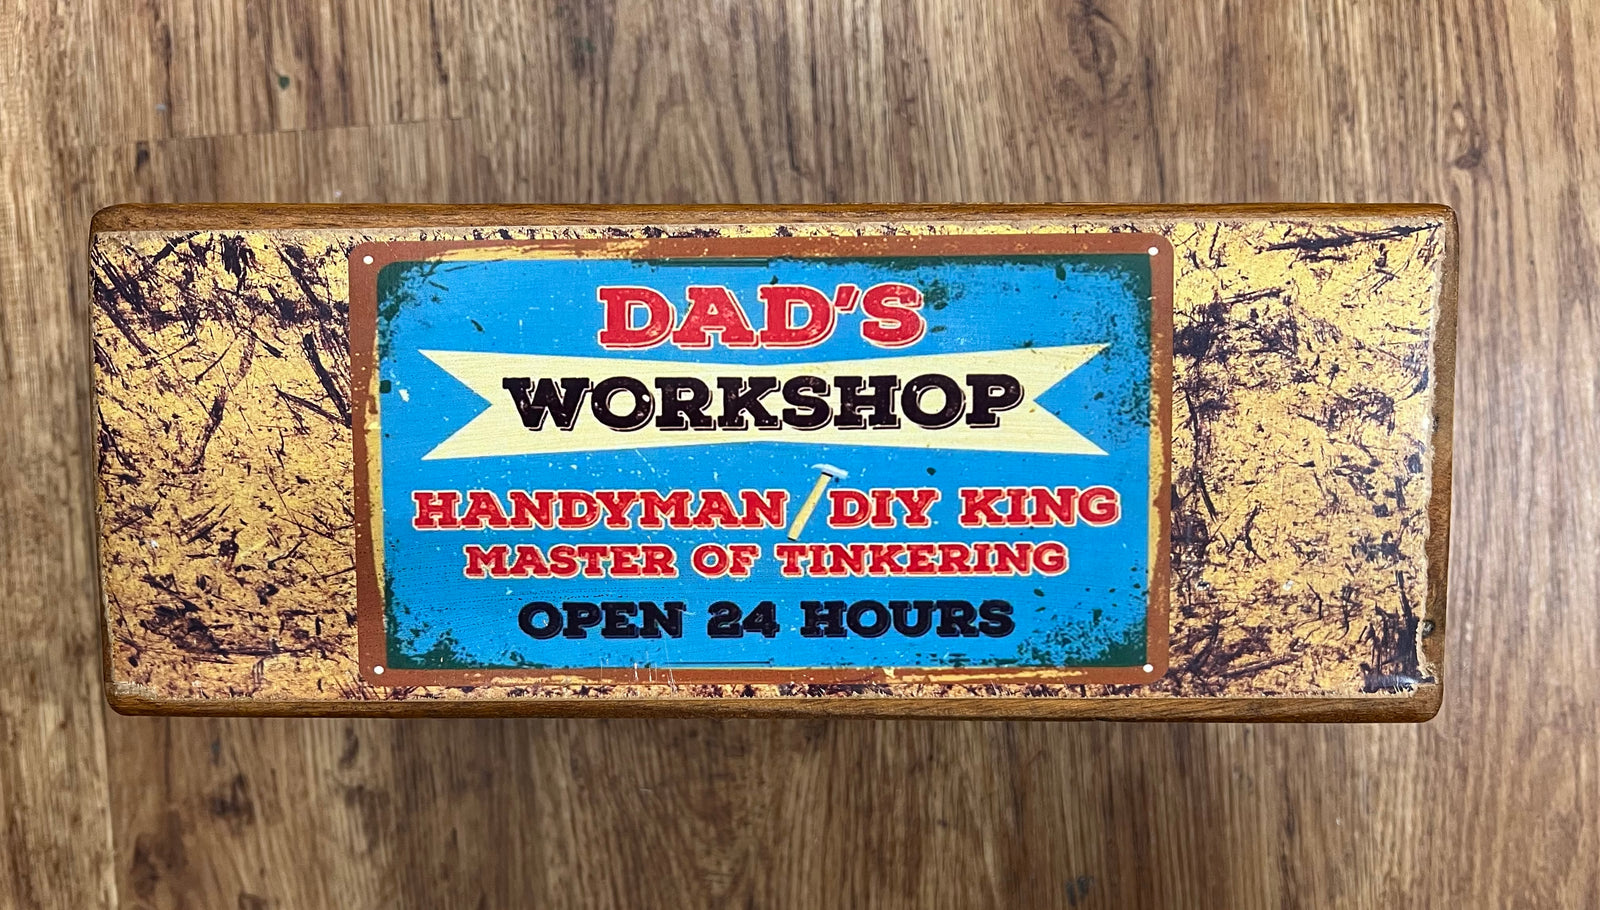 DAD'S
WORKSHOP
HANDYMAN DIY KING
MASTER OF TINKERING
OPEN 24 HOURS